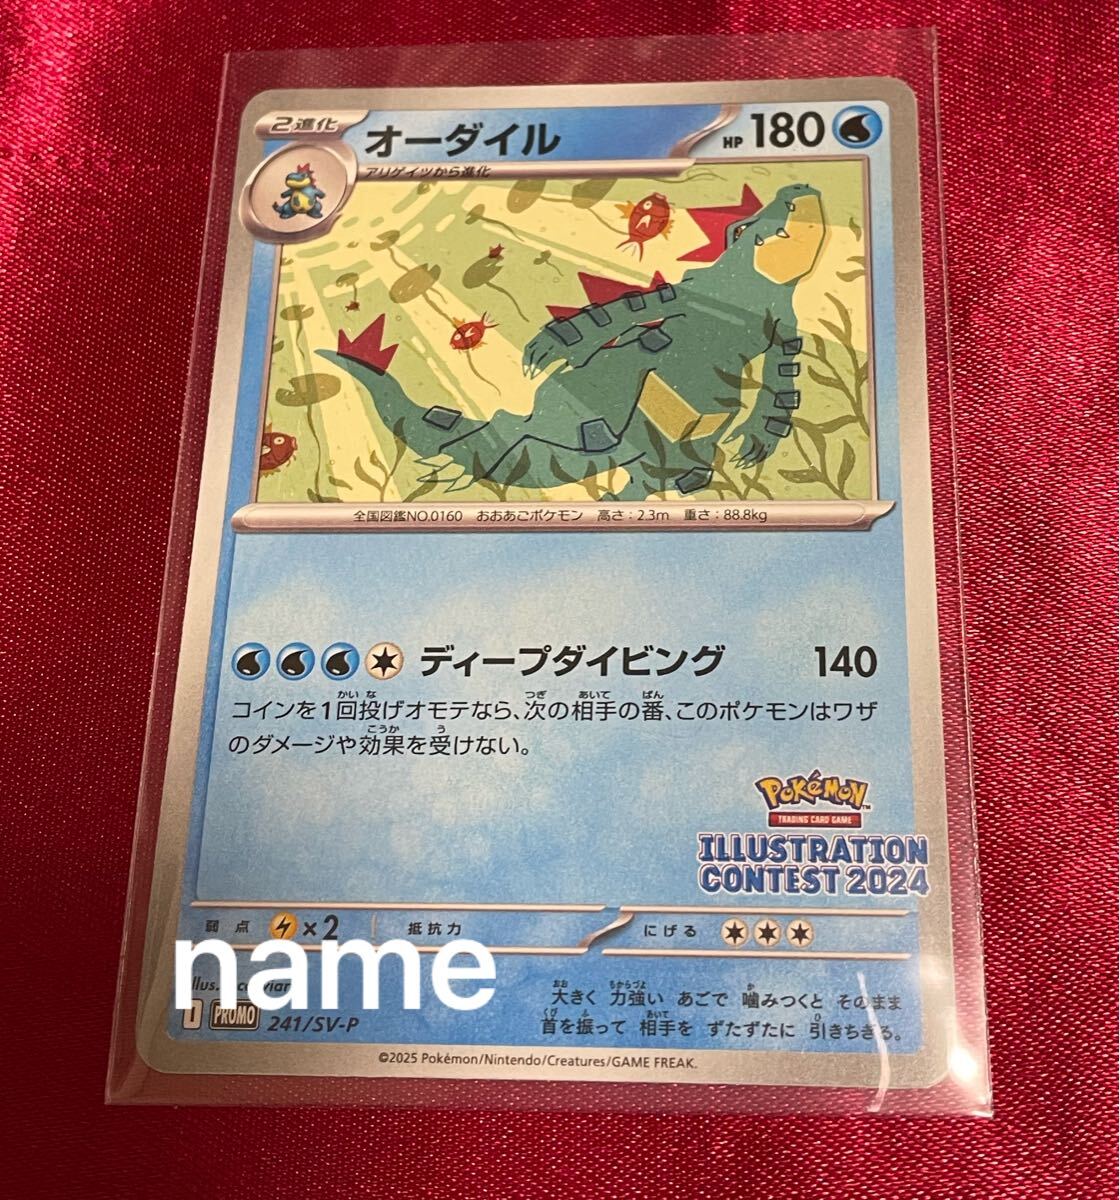 2進化
オーダイル
HP 180
アリゲイツから進化
全国図鑑NO.0160 おおあごポケモン 高さ:2.3m 重さ:88.8kg
ディープダイビング 140
コインを1回投げオモテなら、次の相手の番、このポケモンはワザ
のダメージや効果を受けない。
Pokémon
TRADING CARD GAME
ILLUSTRATION
CONTEST 2024
弱点 ×2 抵抗力 にげる
name
Illus.
PROMO 241/SV-P
大きく 力強い あごで 噛みつくと そのまま
首を振って 相手を ずたずたに 引きちぎる。
©2025 Pokémon/Nintendo/Creatures/GAME FREAK.